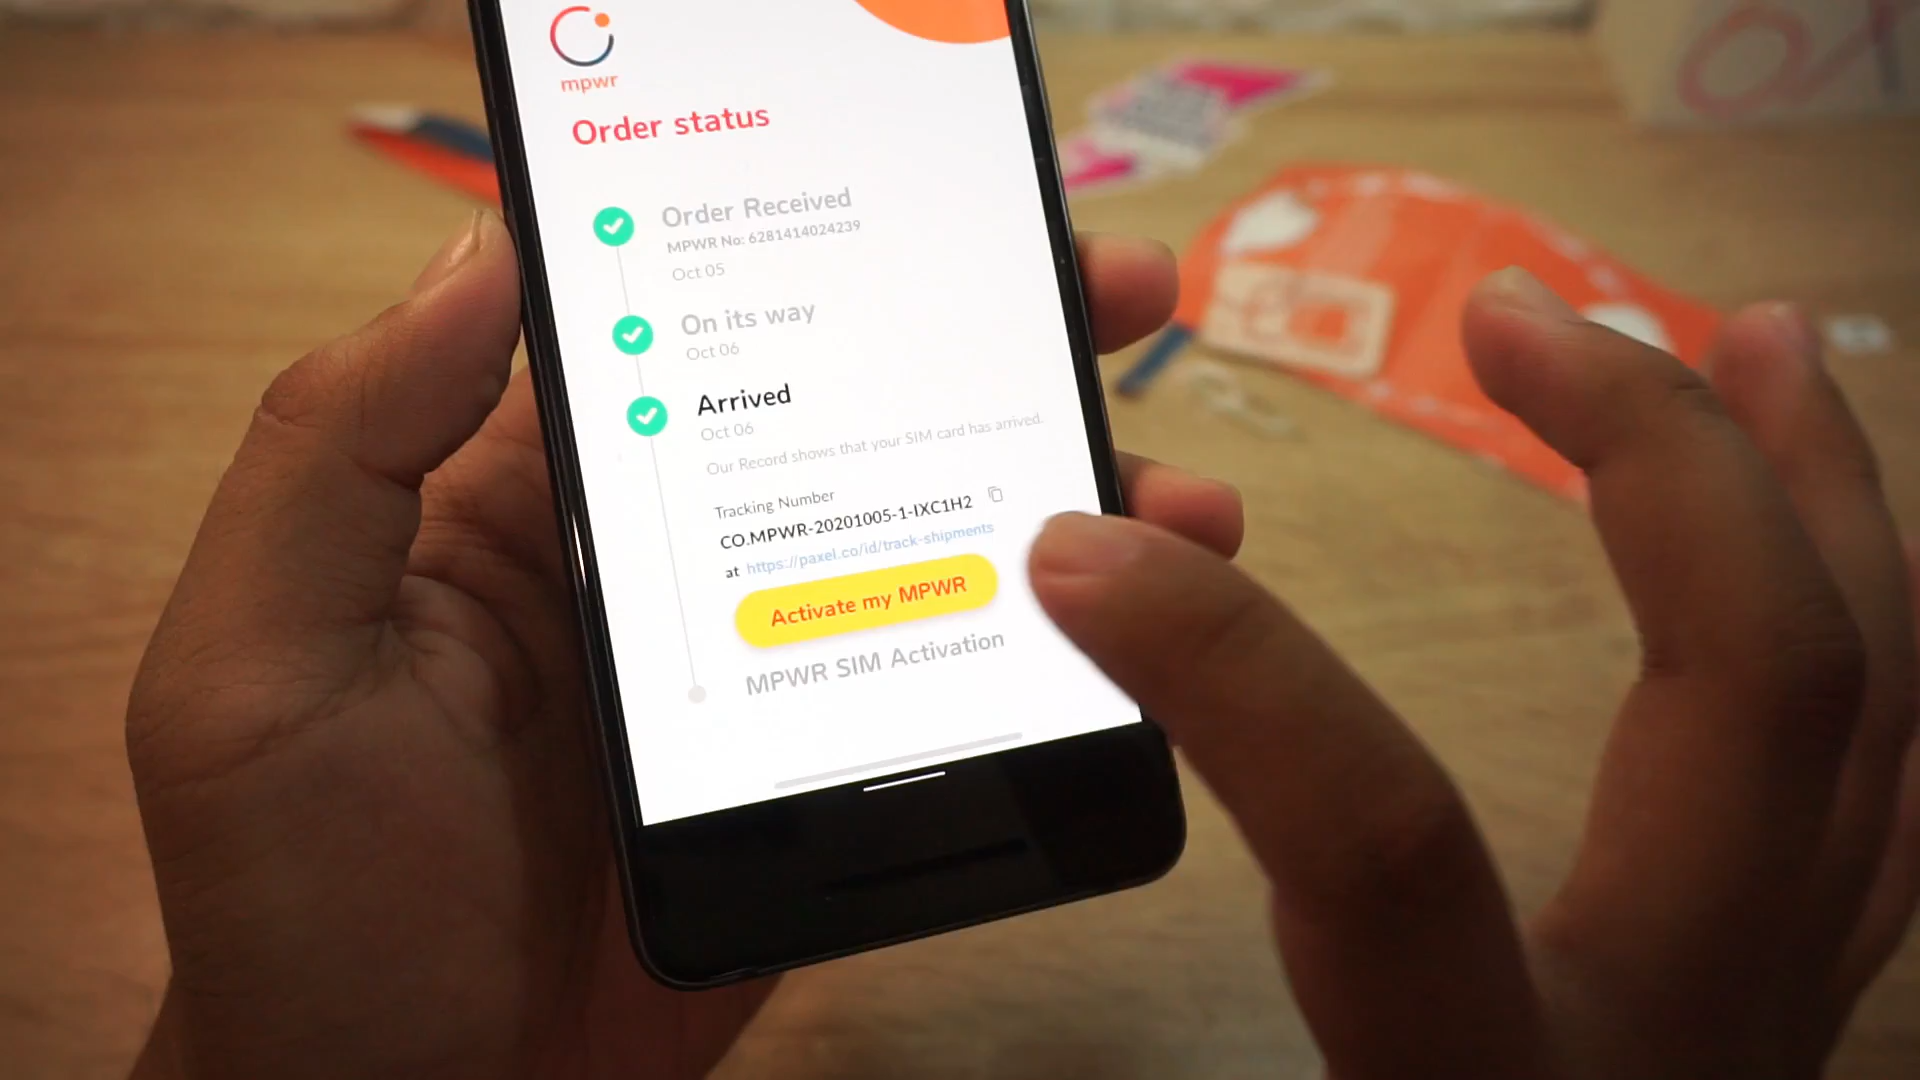 mpwr
Order status
Order Received
MPWR No: 6281414024239
Oct 05
On its way
Oct 06
Arrived
Oct 06
Our Record shows that your SIM card has arrived.
Tracking Number
CO.MPWR-20201005-1-IXC1H2
at https://paxel.co/id/track-shipments
Activate my MPWR
MPWR SIM Activation